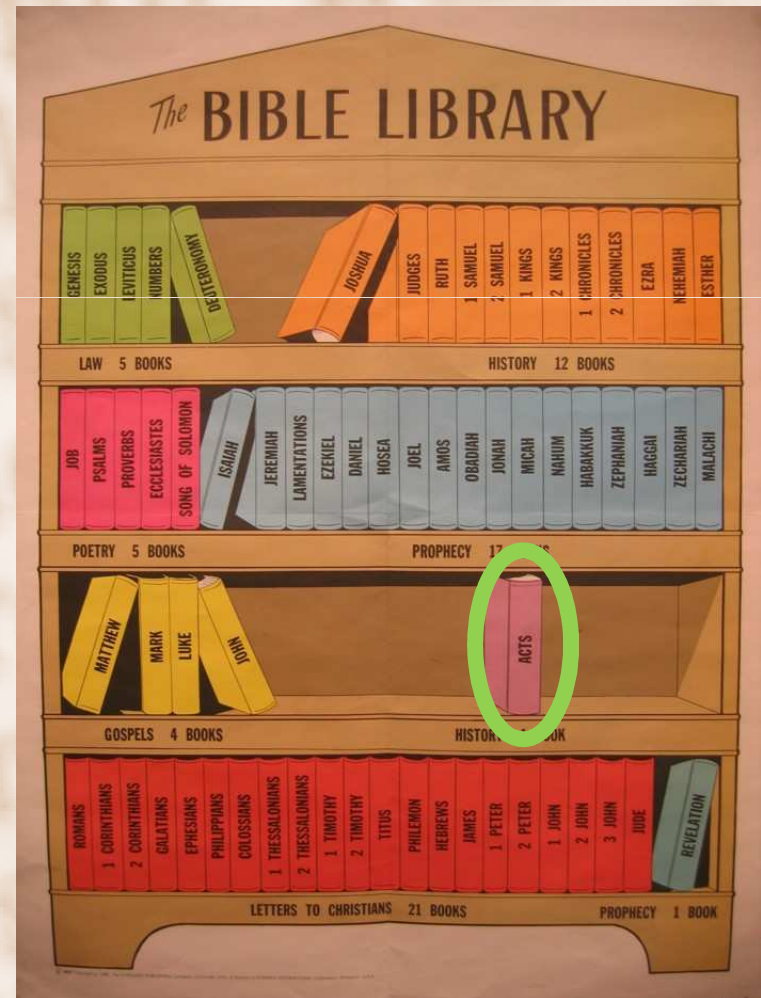 The BIBLE LIBRARY
GENESIS
EXODUS
LEVITICUS
NUMBERS
DEUTERONOMY
JOSHUA
JUDGES
RUTH
1 SAMUEL
2 SAMUEL
1 KINGS
2 KINGS
1 CHRONICLES
2 CHRONICLES
EZRA
NEHEMIAH
ESTHER
LAW 5 BOOKS
HISTORY 12 BOOKS
JOB
PSALMS
PROVERBS
ECCLESIASTES
SONG OF SOLOMON
ISAIAH
JEREMIAH
LAMENTATIONS
EZEKIEL
DANIEL
HOSEA
JOEL
AMOS
OBADIAH
JONAH
MICAH
NAHUM
HABAKKUK
ZEPHANIAH
HAGGAI
ZECHARIAH
MALACHI
POETRY 5 BOOKS
PROPHECY 17
MATTHEW
MARK
LUKE
JOHN
ACTS
GOSPELS 4 BOOKS
HISTORY
ROMANS
1 CORINTHIANS
2 CORINTHIANS
GALATIANS
EPHESIANS
PHILIPPIANS
COLOSSIANS
1 THESSALONIANS
2 THESSALONIANS
1 TIMOTHY
2 TIMOTHY
TITUS
PHILEMON
HEBREWS
JAMES
1 PETER
2 PETER
1 JOHN
2 JOHN
3 JOHN
JUDE
REVELATION
LETTERS TO CHRISTIANS 21 BOOKS
PROPHECY 1 BOOK